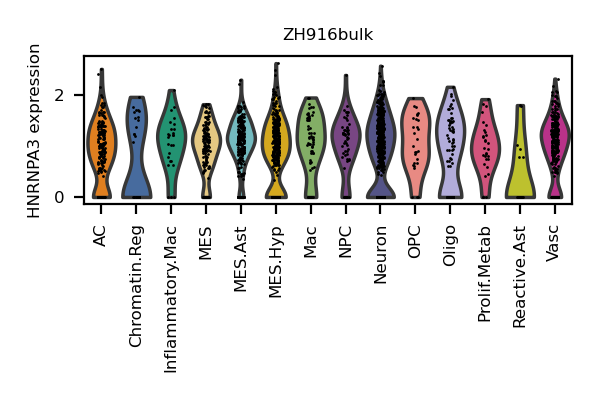 ZH916bulk
HNRNPA3 expression
2
0
AC
Chromatin.Reg
Inflammatory.Mac
MES
MES.Ast
MES.Hyp
Mac
NPC
Neuron
OPC
Oligo
Prolif.Metab
Reactive.Ast
Vasc